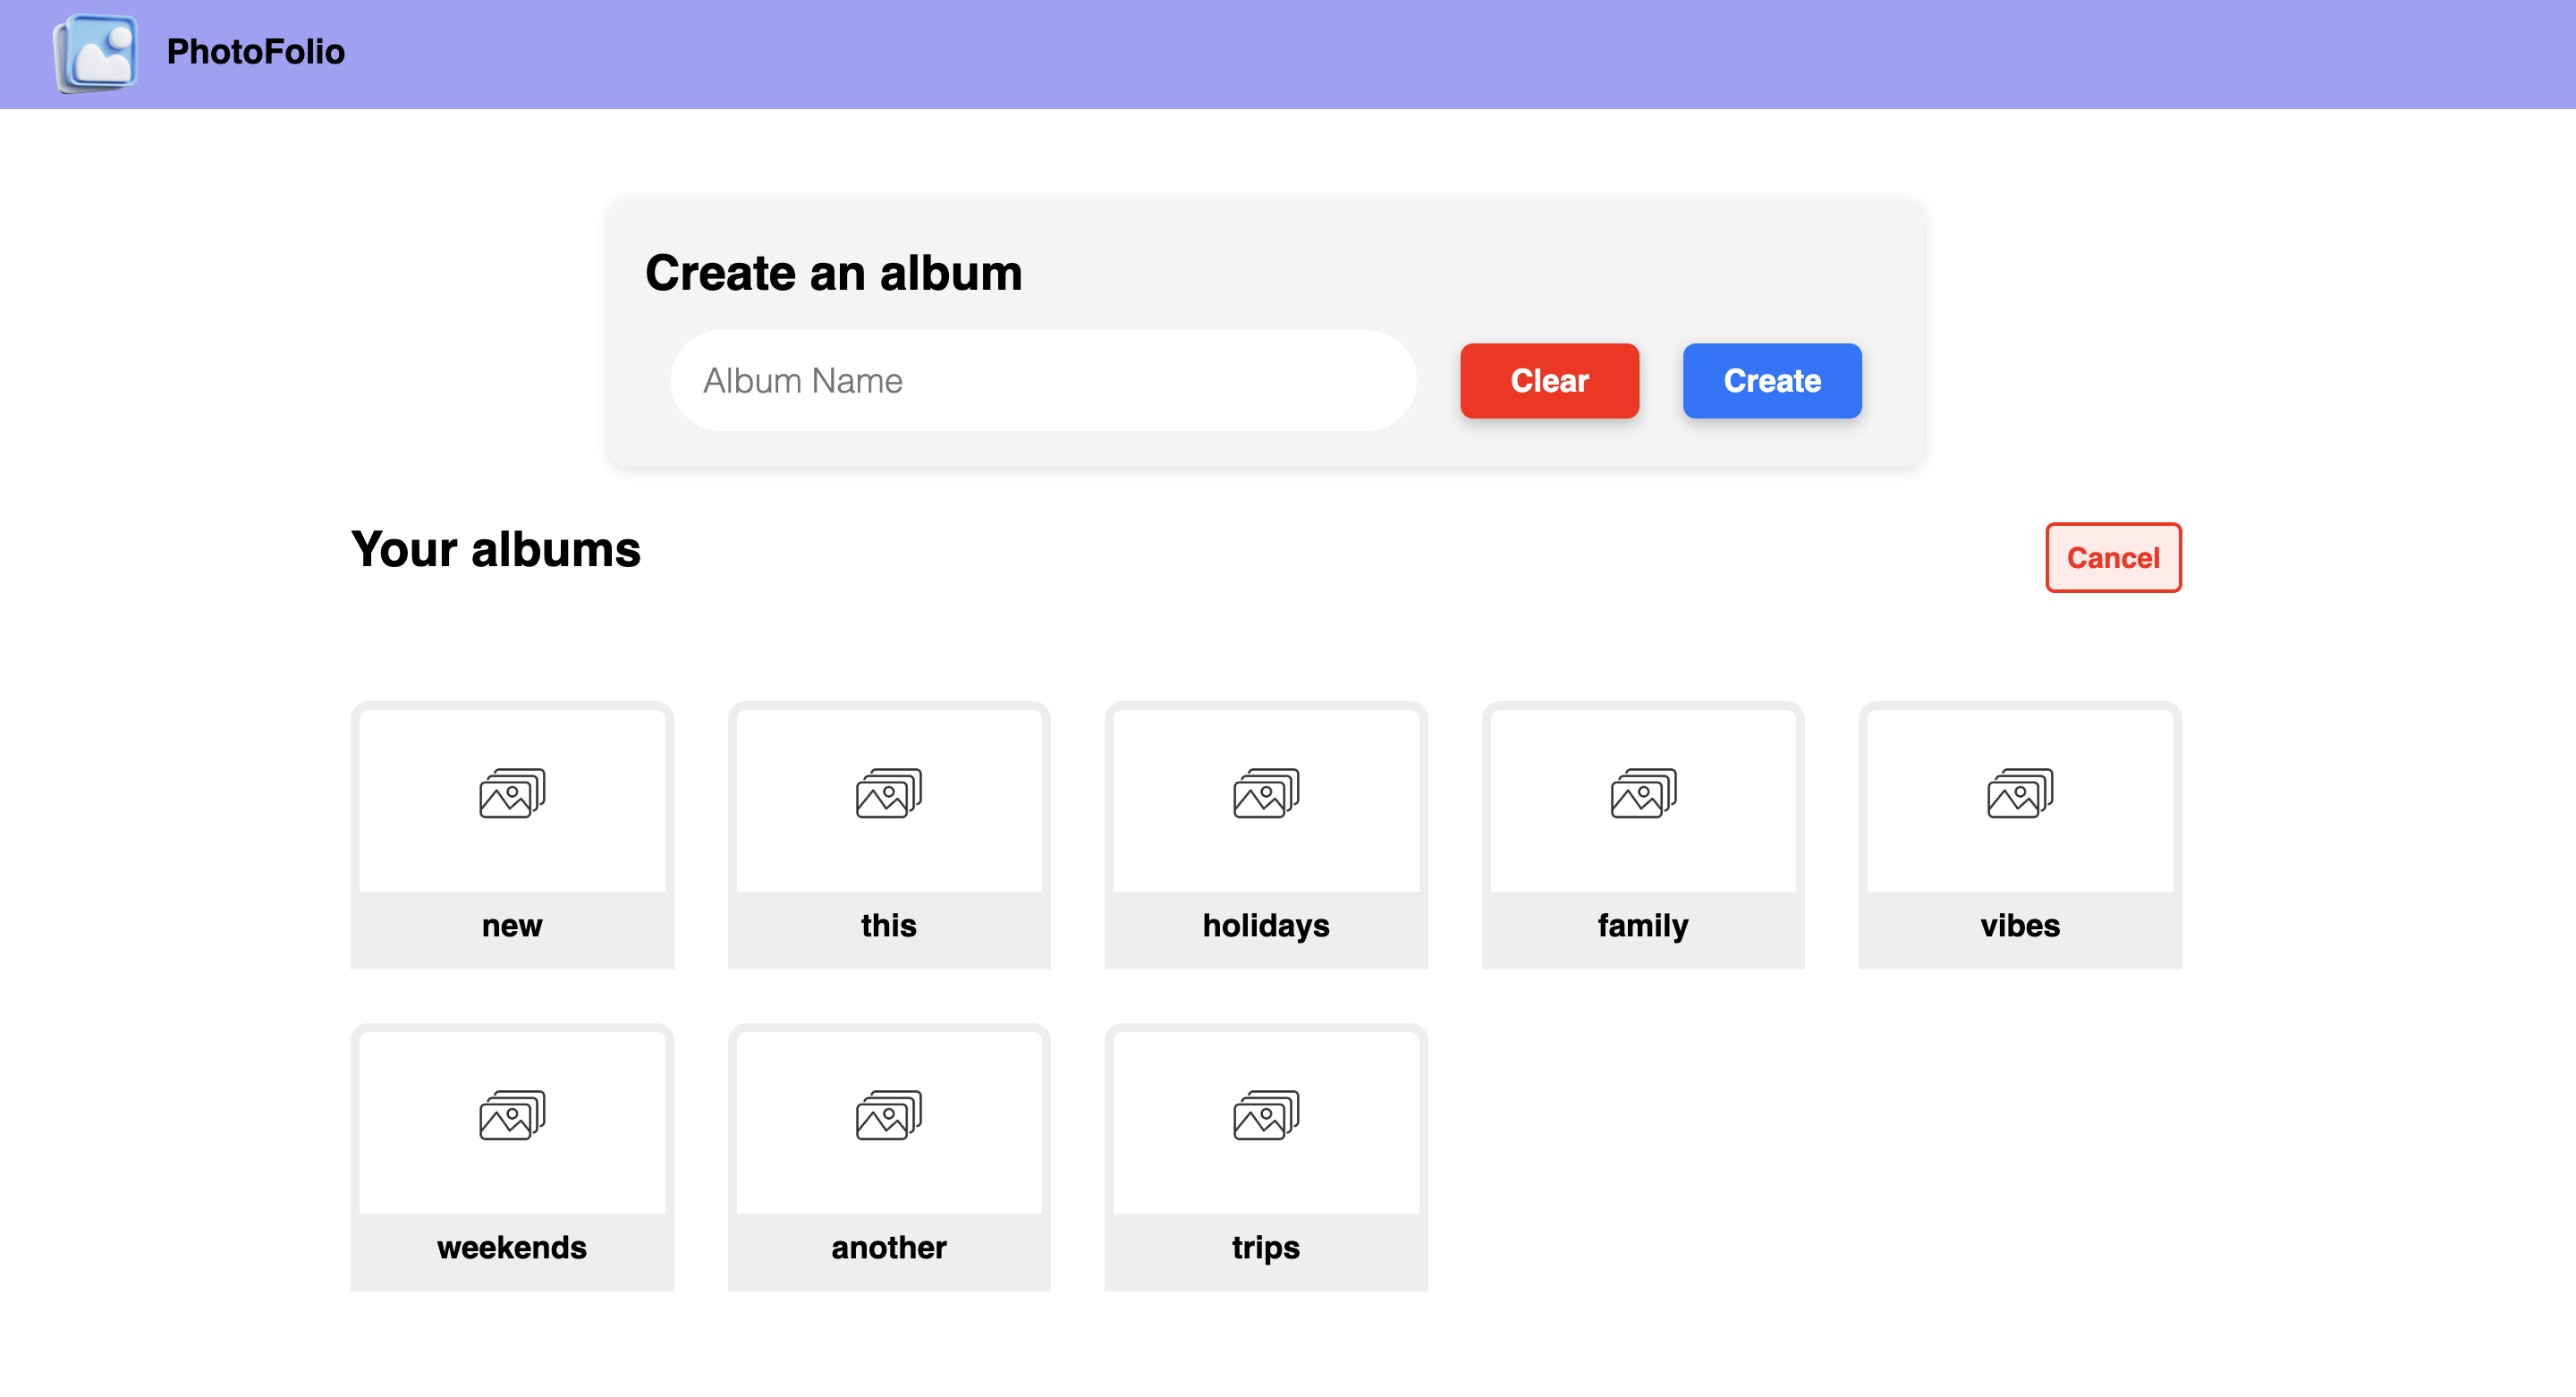 PhotoFolio
Create an album
Album Name
Clear
Create
Your albums
Cancel
new
this
holidays
family
vibes
weekends
another
trips